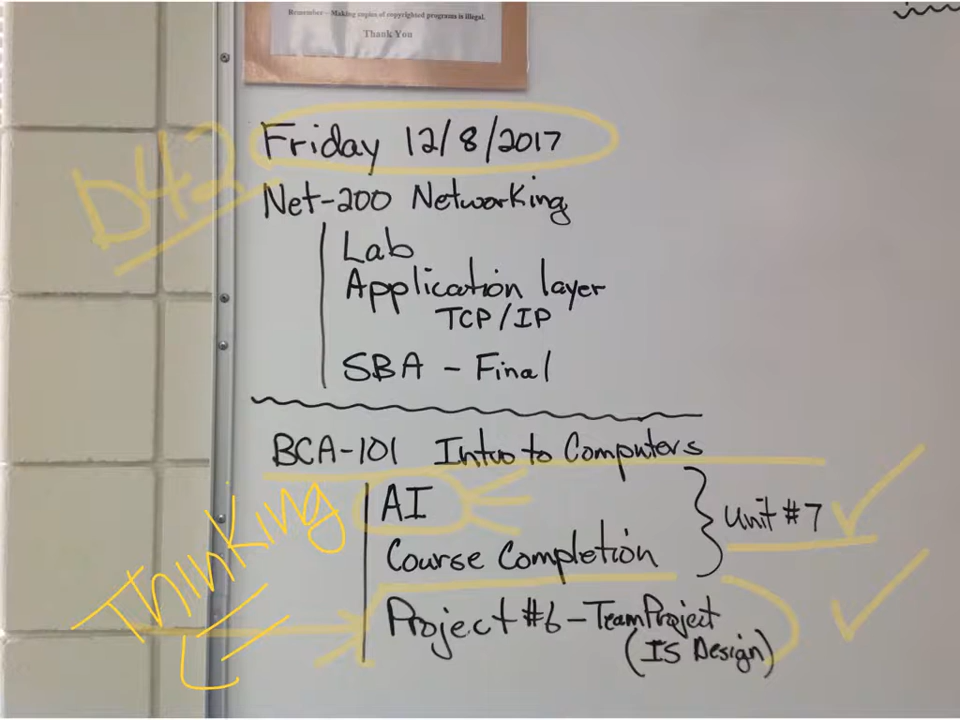 Remember – Making copies of copyrighted programs is illegal.
Thank You
Friday 12/8/2017
D42
Net-200 Networking
Lab
Application layer
TCP/IP
SBA – Final
BCA-101 Intro to Computers
AI
Unit #7
Course Completion
Thinking
Project #6 – Team Project
(IS Design)